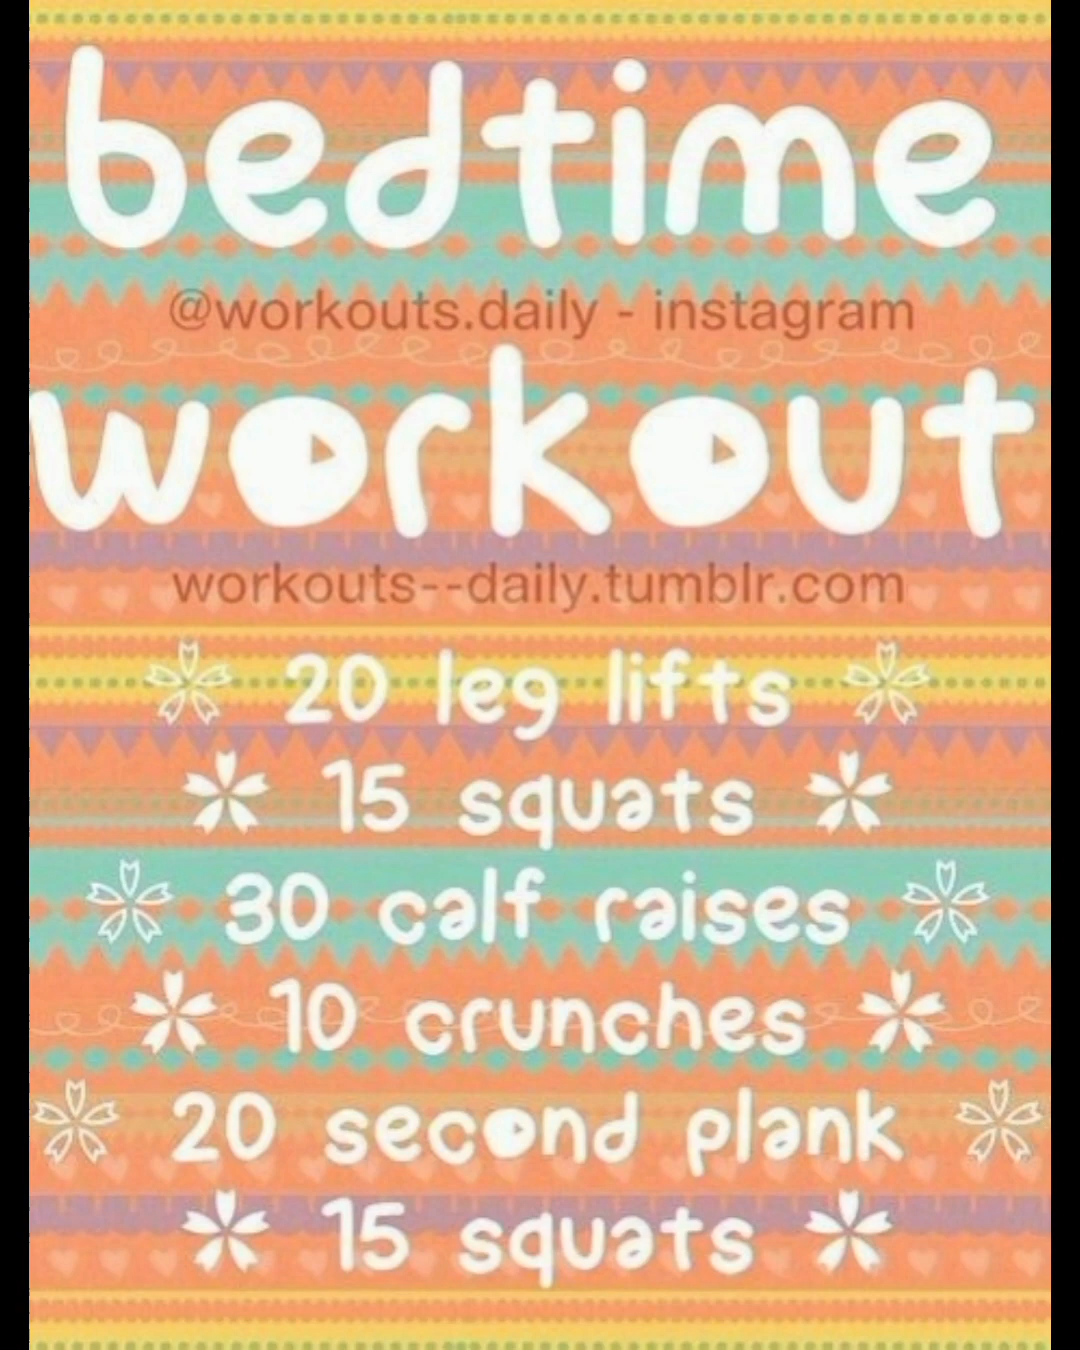 bedtime
@workouts.daily - instagram
workout
workouts--daily.tumblr.com
20 leg lifts
15 squats
30 calf raises
10 crunches
20 second plank
15 squats